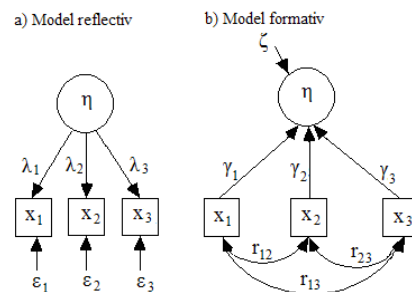 a) Model reflectiv
b) Model formativ
ζ
η
η
λ₁ λ₂ λ₃
γ₁ γ₂ γ₃
x₁ x₂ x₃
x₁ x₂ x₃
r₁₂ r₂₃
r₁₃
ε₁ ε₂ ε₃